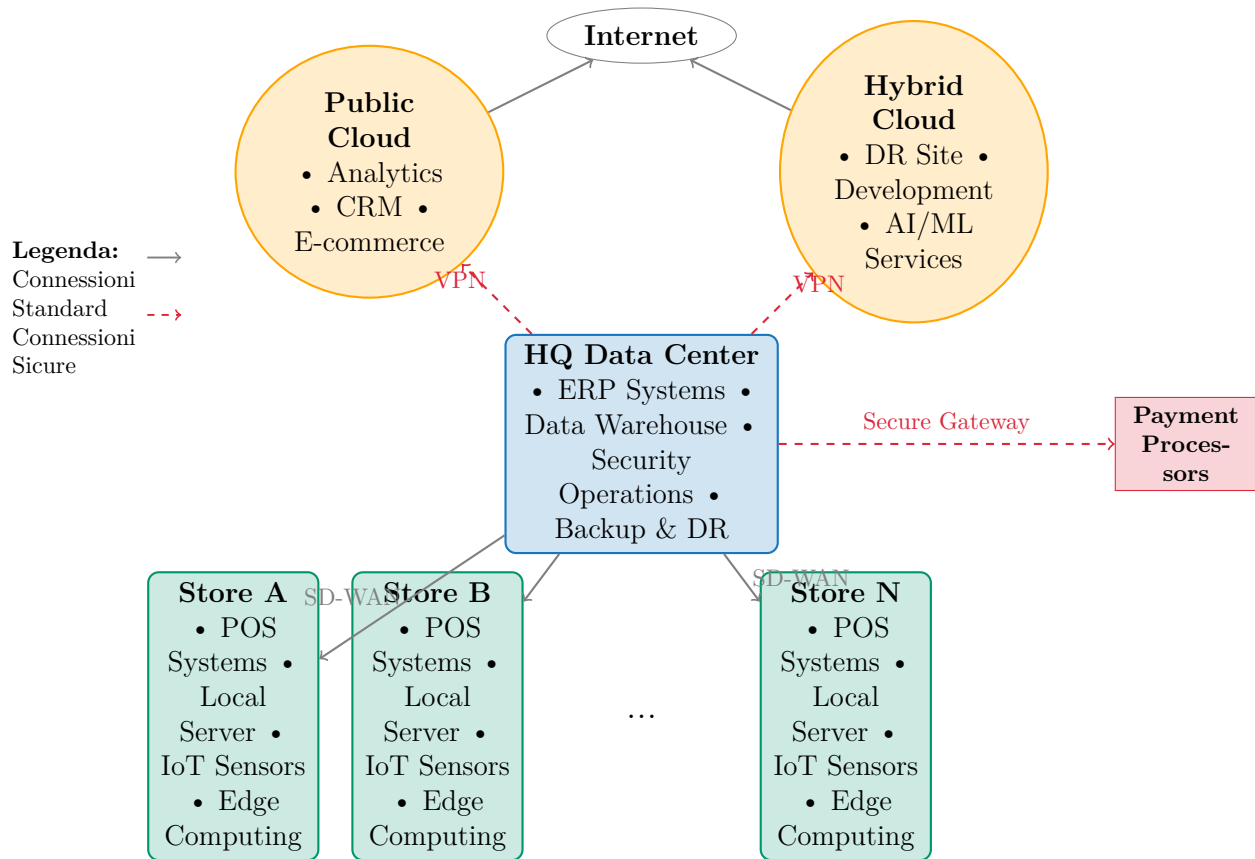 Internet
Public
Cloud
• Analytics
• CRM •
E-commerce
Hybrid
Cloud
• DR Site •
Development
• AI/ML
Services
Legenda:
Connessioni
Standard
Connessioni
Sicure
VPN
VPN
HQ Data Center
• ERP Systems •
Data Warehouse •
Security
Operations •
Backup & DR
Secure Gateway
Payment
Proces-
sors
SD-WAN
SD-WAN
Store A
• POS
Systems •
Local
Server •
IoT Sensors
• Edge
Computing
Store B
• POS
Systems •
Local
Server •
IoT Sensors
• Edge
Computing
...
Store N
• POS
Systems •
Local
Server •
IoT Sensors
• Edge
Computing